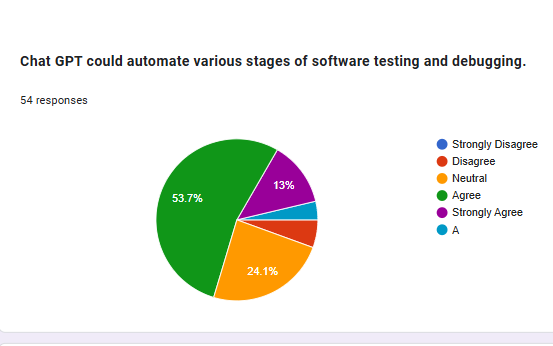 Chat GPT could automate various stages of software testing and debugging.
54 responses
Strongly Disagree
Disagree
Neutral
Agree
Strongly Agree
A
53.7%
13%
24.1%